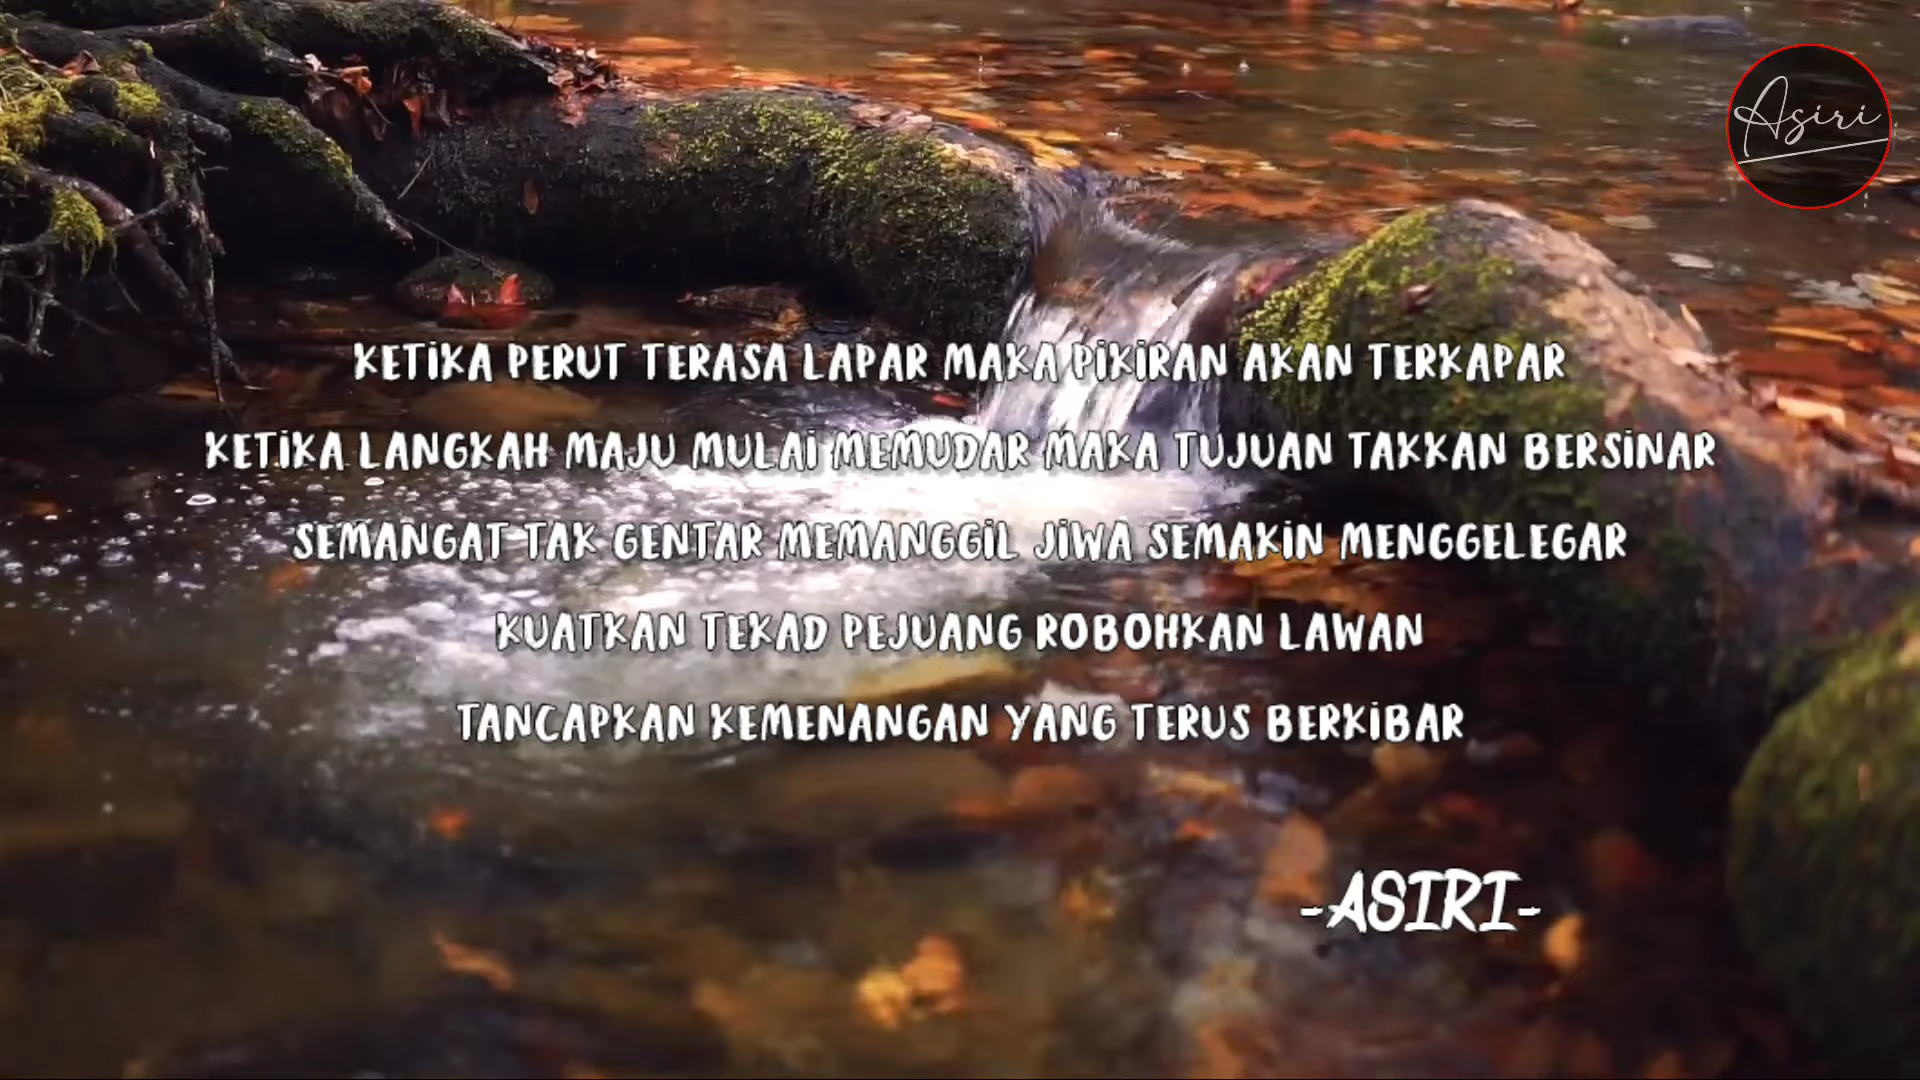 Asiri
KETiKA PERUT TERASA LAPAR MAKA PiKiRAN AKAN TERKAPAR
KETiKA LANGKAH MAJU MULAi MEMUDAR MAKA TUJUAN TAKKAN BERSiNAR
SEMANGAT TAK GENTAR MEMANGGiL JiWA SEMAKiN MENGGELEGAR
KUATKAN TEKAD PEJUANG ROBOHKAN LAWAN
TANCAPKAN KEMENANGAN YANG TERUS BERKiBAR
-ASIRI-